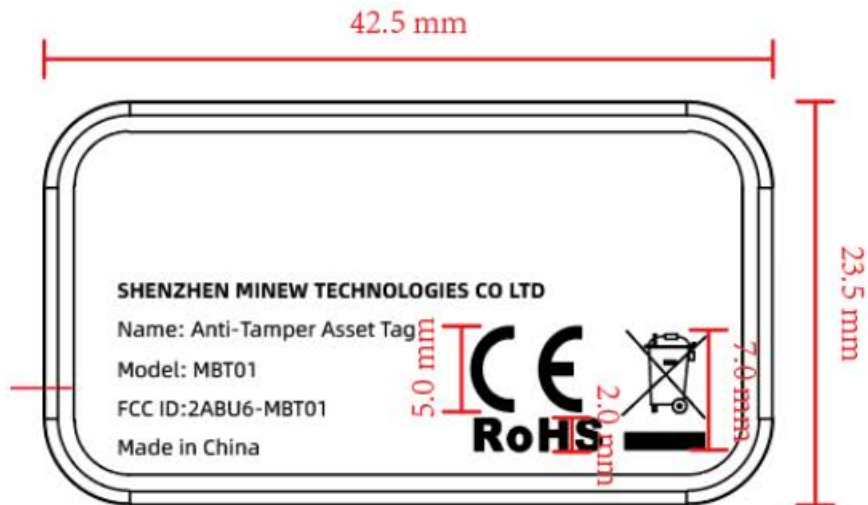 42.5 mm
23.5 mm
SHENZHEN MINEW TECHNOLOGIES CO LTD
Name: Anti-Tamper Asset Tag
Model: MBT01
FCC ID:2ABU6-MBT01
Made in China
5.0 mm
CE
RoHS
2.0 mm
7.0 mm